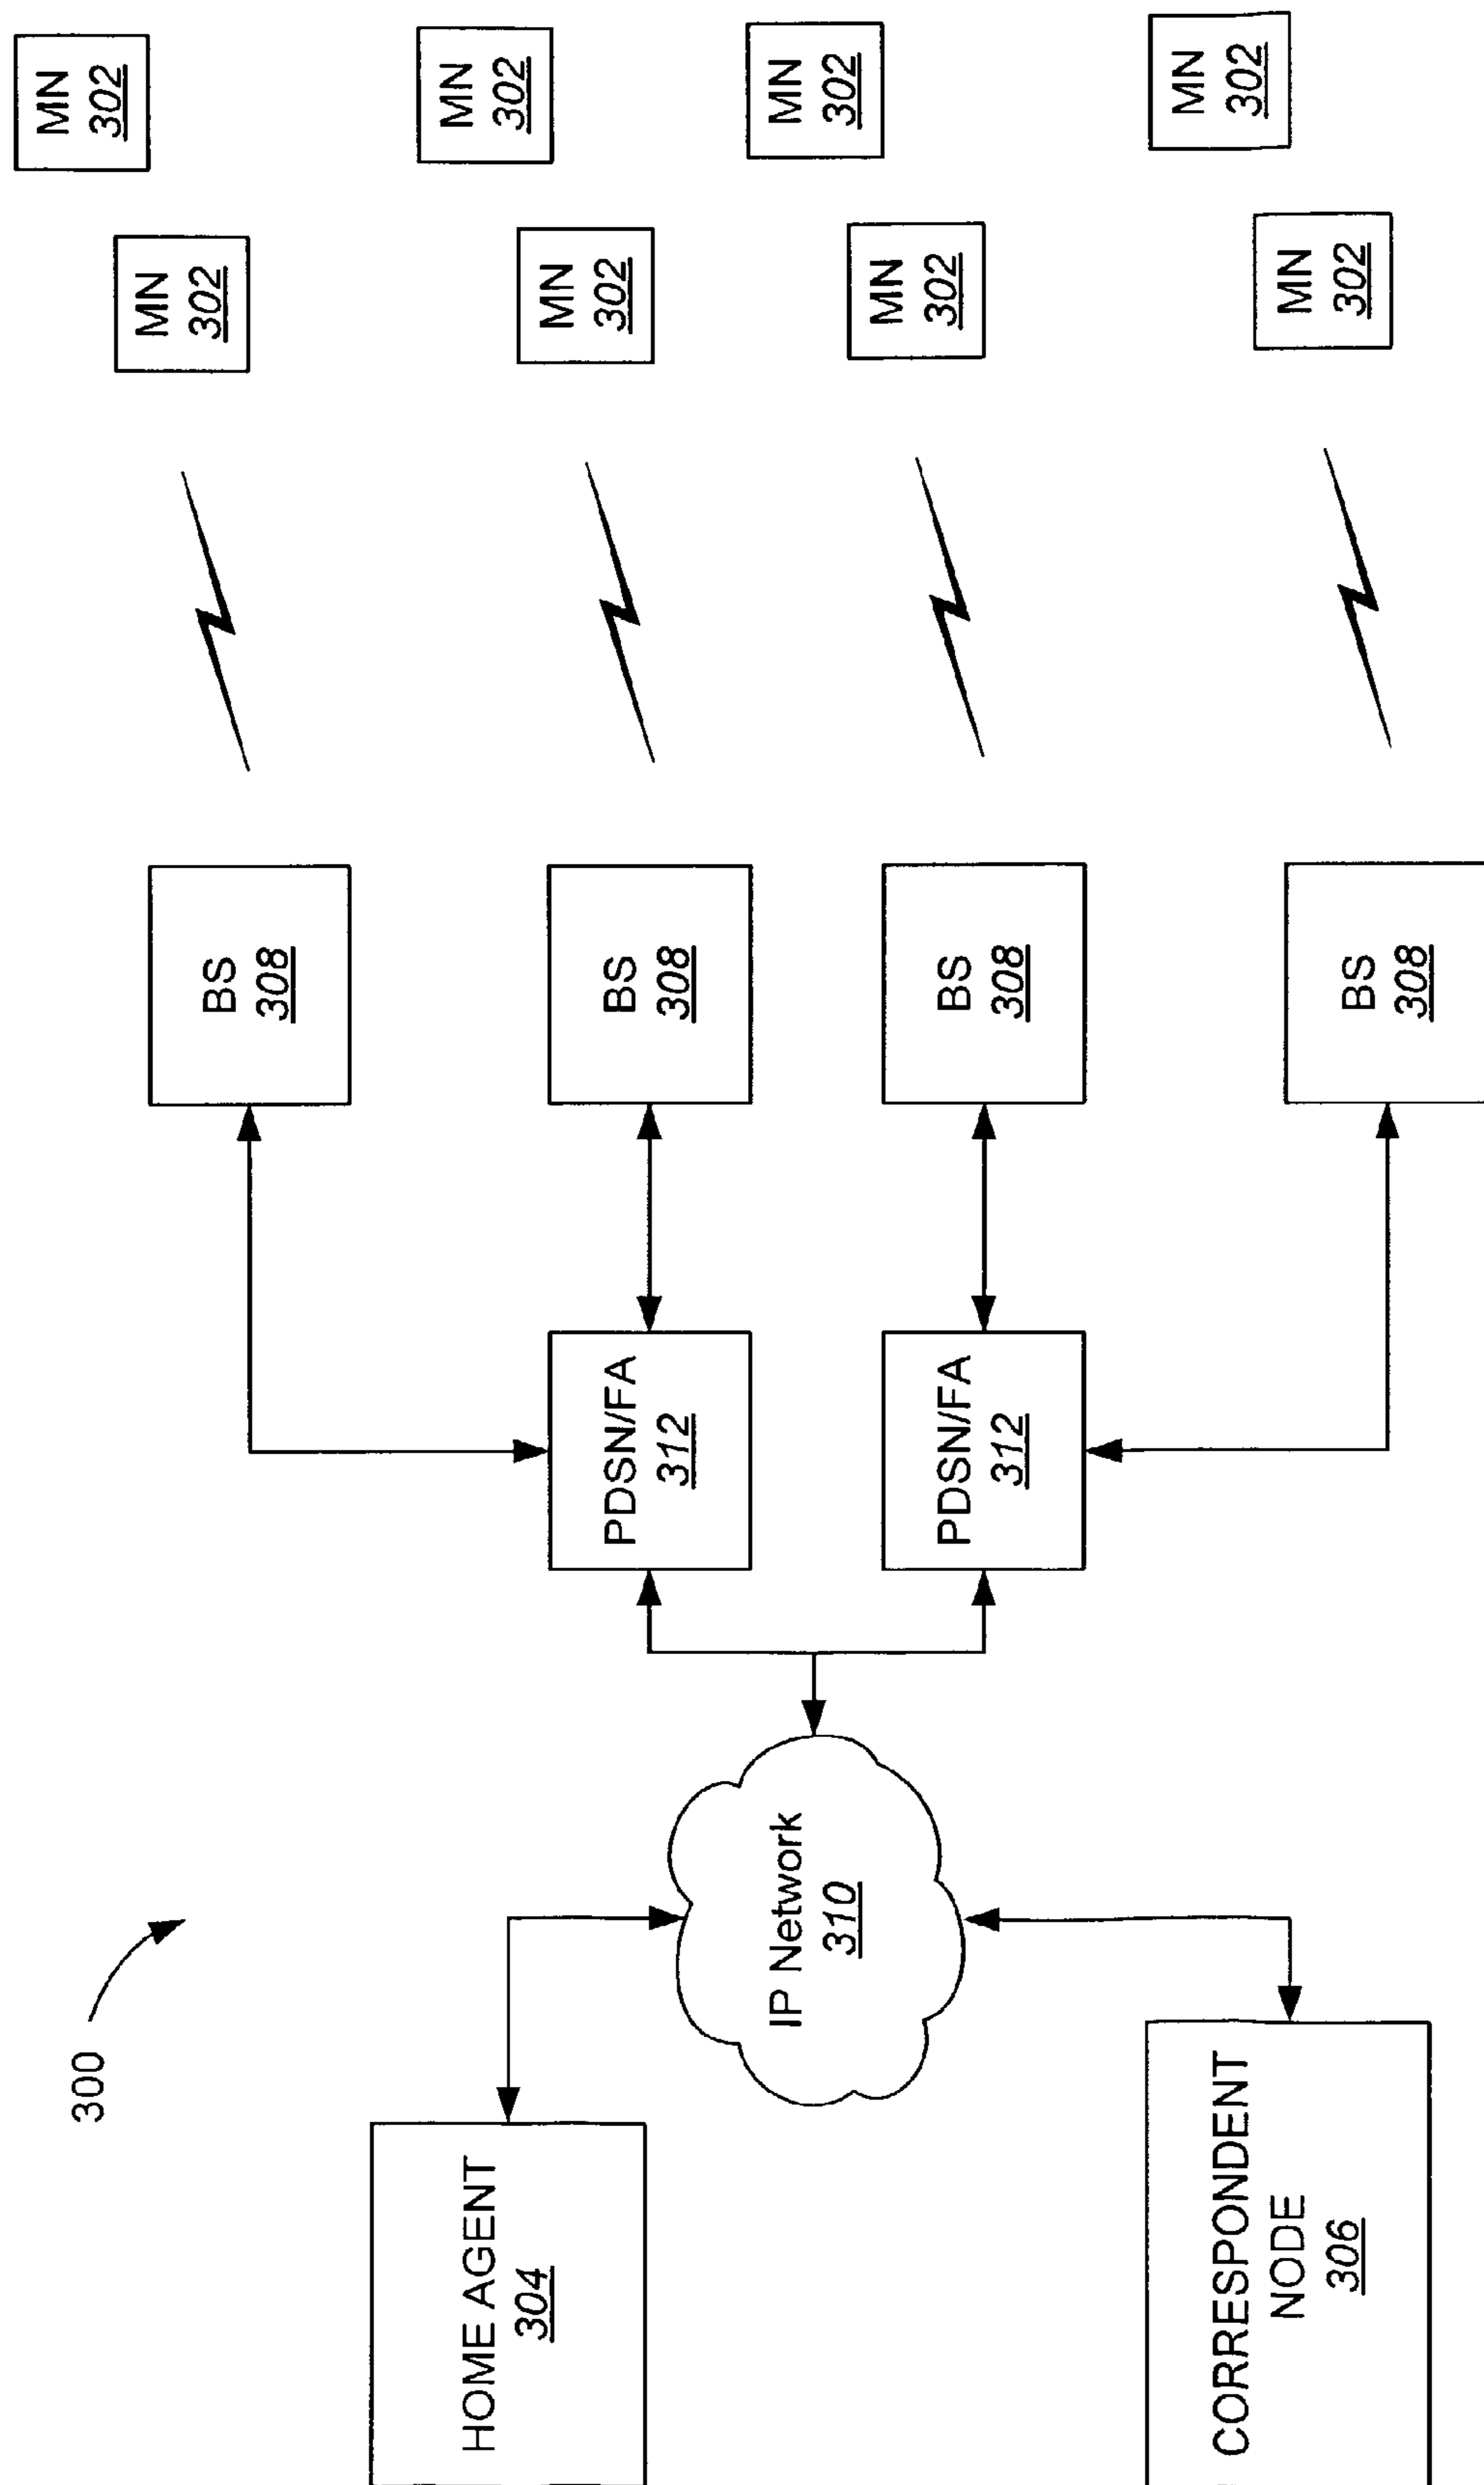 300
HOME AGENT
304
CORRESPONDENT
NODE
306
IP Network
310
PDSN/FA
312
PDSN/FA
312
BS
308
BS
308
BS
308
BS
308
MN
302
MN
302
MN
302
MN
302
MN
302
MN
302
MN
302
MN
302